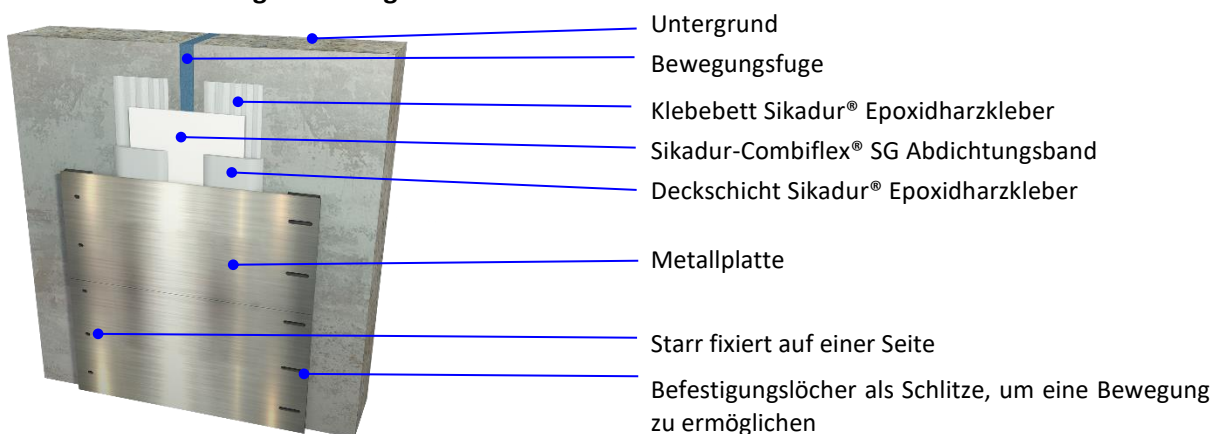 Untergrund
Bewegungsfuge
Klebebett Sikadur® Epoxidharzkleber
Sikadur-Combiflex® SG Abdichtungsband
Deckschicht Sikadur® Epoxidharzkleber
Metallplatte
Starr fixiert auf einer Seite
Befestigungslöcher als Schlitze, um eine Bewegung
zu ermöglichen